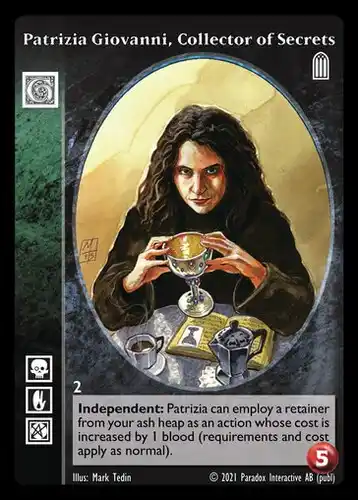 Patrizia Giovanni, Collector of Secrets
2
Independent: Patrizia can employ a retainer
from your ash heap as an action whose cost is
increased by 1 blood (requirements and cost
apply as normal).
5
Illus: Mark Tedin © 2021 Paradox Interactive AB (publ)